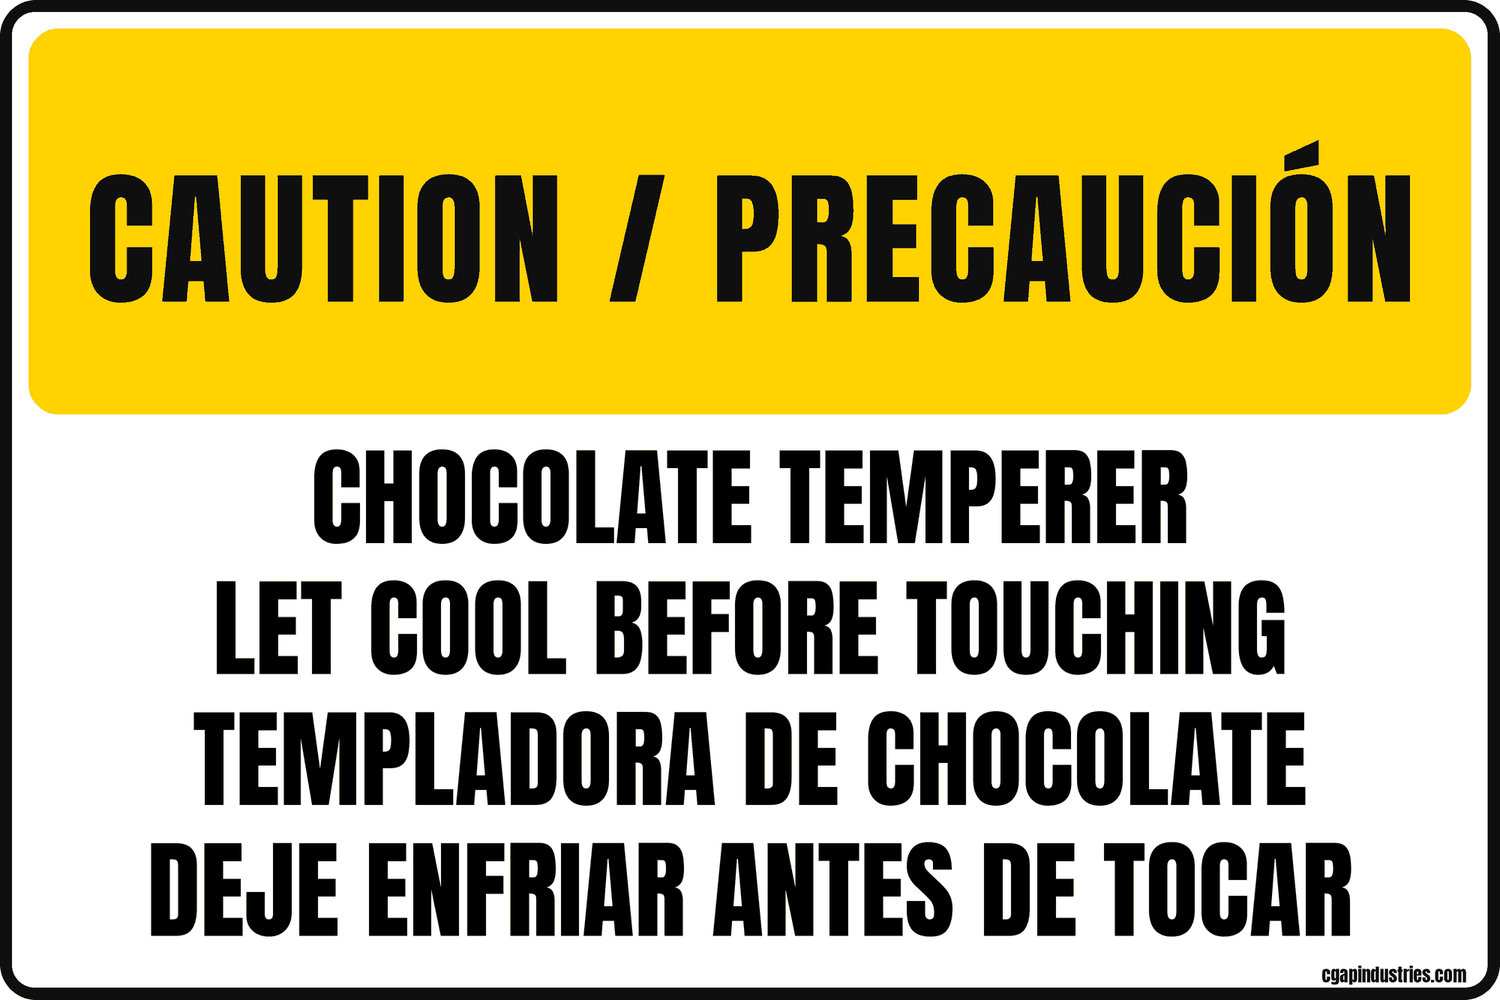 CAUTION / PRECAUCIÓN
CHOCOLATE TEMPERER
LET COOL BEFORE TOUCHING
TEMPLADORA DE CHOCOLATE
DEJE ENFRIAR ANTES DE TOCAR
cgapindustries.com